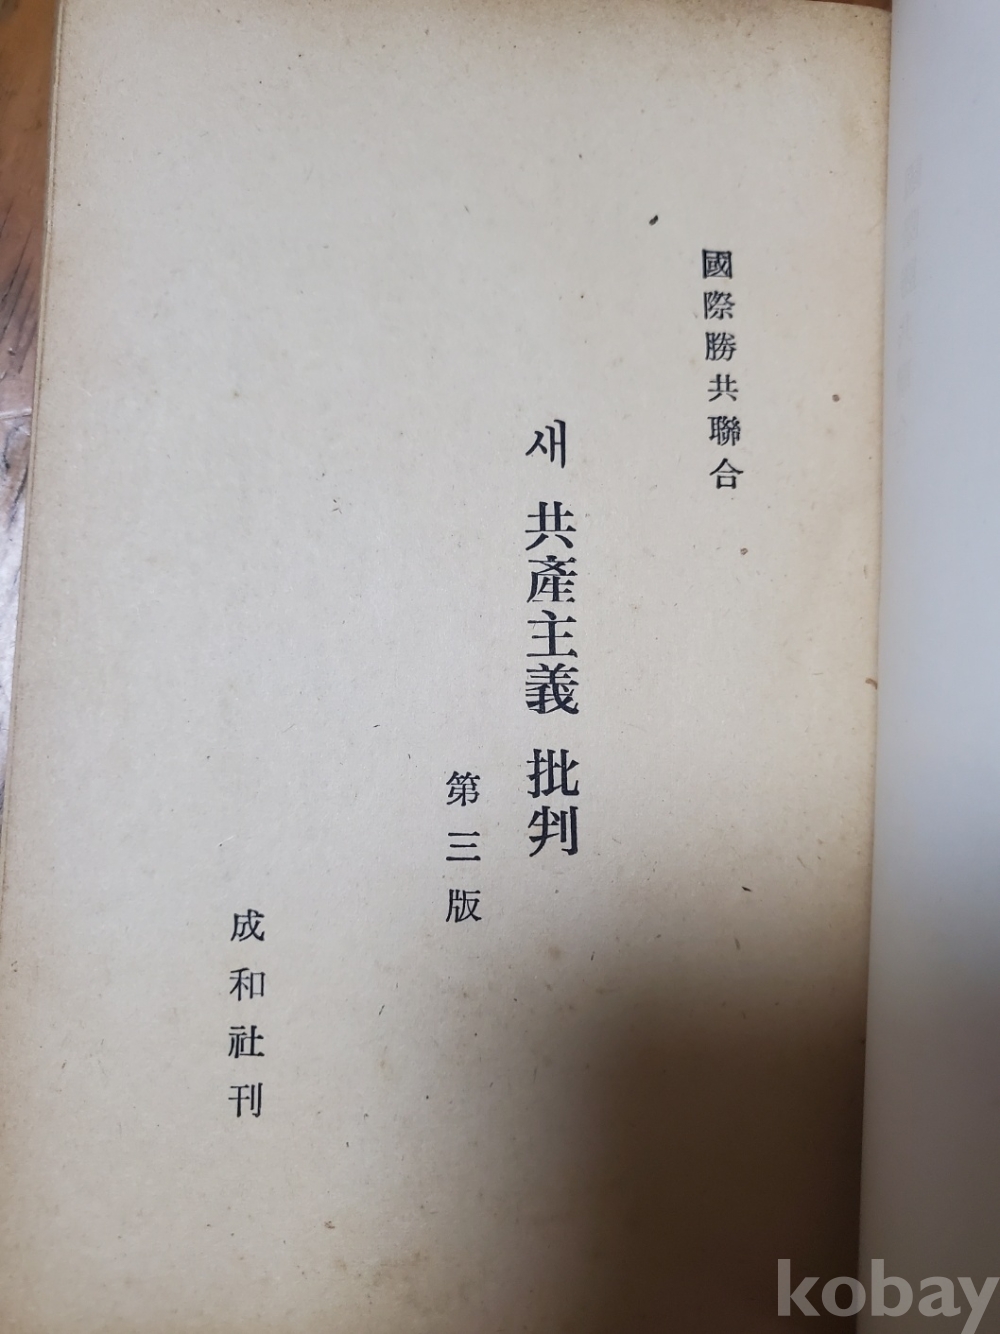 國際勝共聯合
새 共產主義 批判
第三版
成和社刊
kobay